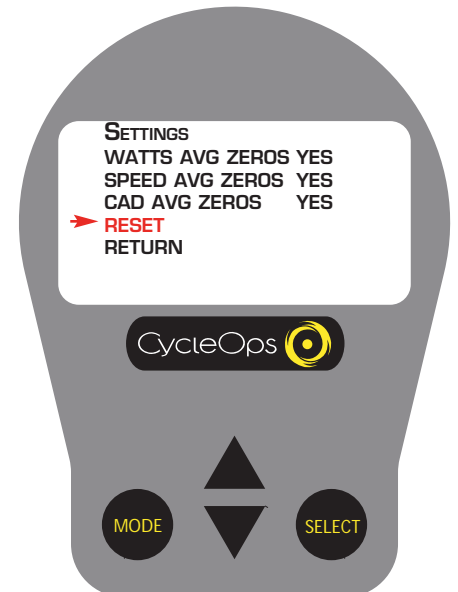 SETTINGS
WATTS AVG ZEROS YES
SPEED AVG ZEROS YES
CAD AVG ZEROS YES
RESET
RETURN
CycleOps
MODE
SELECT